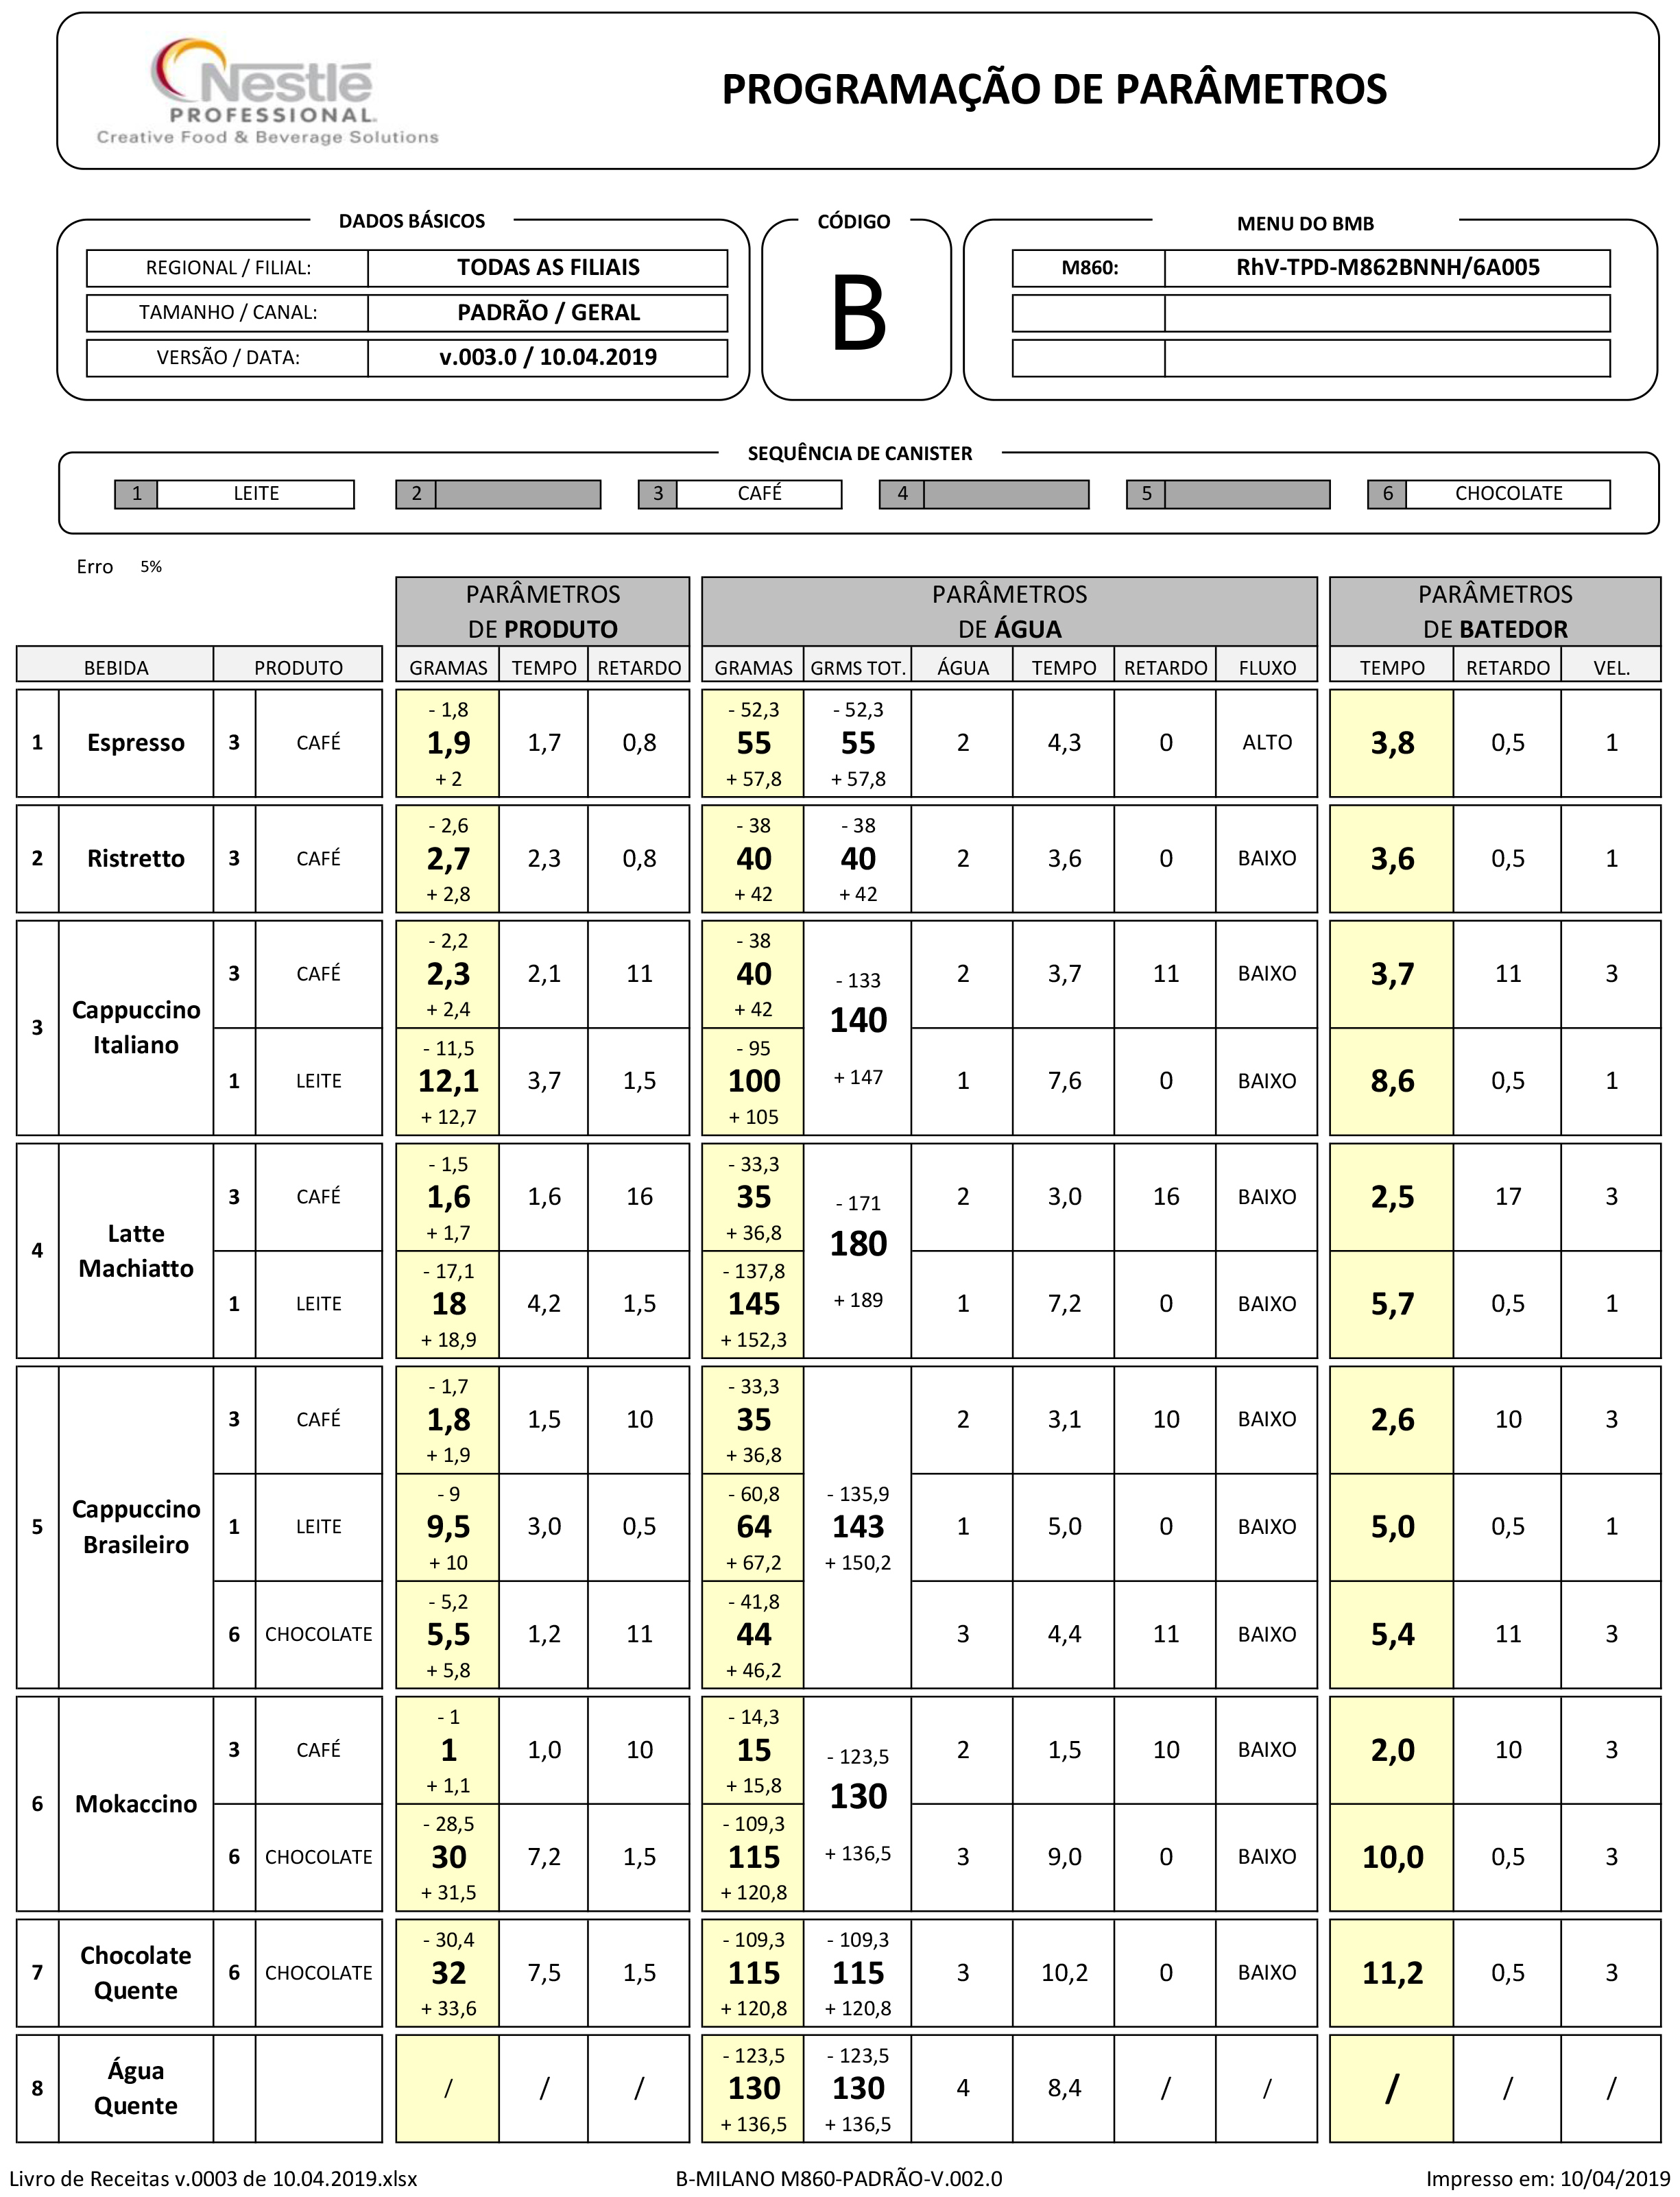 Nestlé
PROFESSIONAL.
Creative Food & Beverage Solutions
PROGRAMAÇÃO DE PARÂMETROS
DADOS BÁSICOS
REGIONAL / FILIAL: TODAS AS FILIAIS
TAMANHO / CANAL: PADRÃO / GERAL
VERSÃO / DATA: v.003.0 / 10.04.2019
CÓDIGO
B
MENU DO BMB
M860: RhV-TPD-M862BNNH/6A005
SEQUÊNCIA DE CANISTER
1 LEITE 2 3 CAFÉ 4 5 6 CHOCOLATE
Erro 5%
PARÂMETROS PARÂMETROS PARÂMETROS
DE PRODUTO DE ÁGUA DE BATEDOR
BEBIDA PRODUTO GRAMAS TEMPO RETARDO GRAMAS GRMS TOT. ÁGUA TEMPO RETARDO FLUXO TEMPO RETARDO VEL.
- 1,8 - 52,3 - 52,3
1 Espresso 3 CAFÉ 1,9 1,7 0,8 55 55 2 4,3 0 ALTO 3,8 0,5 1
+ 2 + 57,8 + 57,8
- 2,6 - 38 - 38
2 Ristretto 3 CAFÉ 2,7 2,3 0,8 40 40 2 3,6 0 BAIXO 3,6 0,5 1
+ 2,8 + 42 + 42
- 2,2 - 38
3 CAFÉ 2,3 2,1 11 40 - 133 2 3,7 11 BAIXO 3,7 11 3
+ 2,4 + 42
3 Cappuccino Italiano 140
- 11,5 - 95
1 LEITE 12,1 3,7 1,5 100 + 147 1 7,6 0 BAIXO 8,6 0,5 1
+ 12,7 + 105
- 1,5 - 33,3
3 CAFÉ 1,6 1,6 16 35 - 171 2 3,0 16 BAIXO 2,5 17 3
+ 1,7 + 36,8
4 Latte Machiatto 180
- 17,1 - 137,8
1 LEITE 18 4,2 1,5 145 + 189 1 7,2 0 BAIXO 5,7 0,5 1
+ 18,9 + 152,3
- 1,7 - 33,3
3 CAFÉ 1,8 1,5 10 35 2 3,1 10 BAIXO 2,6 10 3
+ 1,9 + 36,8
- 9 - 60,8 - 135,9
5 Cappuccino Brasileiro 1 LEITE 9,5 3,0 0,5 64 143 1 5,0 0 BAIXO 5,0 0,5 1
+ 10 + 67,2 + 150,2
- 5,2 - 41,8
6 CHOCOLATE 5,5 1,2 11 44 3 4,4 11 BAIXO 5,4 11 3
+ 5,8 + 46,2
- 1 - 14,3
3 CAFÉ 1 1,0 10 15 - 123,5 2 1,5 10 BAIXO 2,0 10 3
+ 1,1 + 15,8
6 Mokaccino 130
- 28,5 - 109,3
6 CHOCOLATE 30 7,2 1,5 115 + 136,5 3 9,0 0 BAIXO 10,0 0,5 3
+ 31,5 + 120,8
- 30,4 - 109,3 - 109,3
7 Chocolate Quente 6 CHOCOLATE 32 7,5 1,5 115 115 3 10,2 0 BAIXO 11,2 0,5 3
+ 33,6 + 120,8 + 120,8
- 123,5 - 123,5
8 Água Quente / / / 130 130 4 8,4 / / / / /
+ 136,5 + 136,5
Livro de Receitas v.0003 de 10.04.2019.xlsx B-MILANO M860-PADRÃO-V.002.0 Impresso em: 10/04/2019